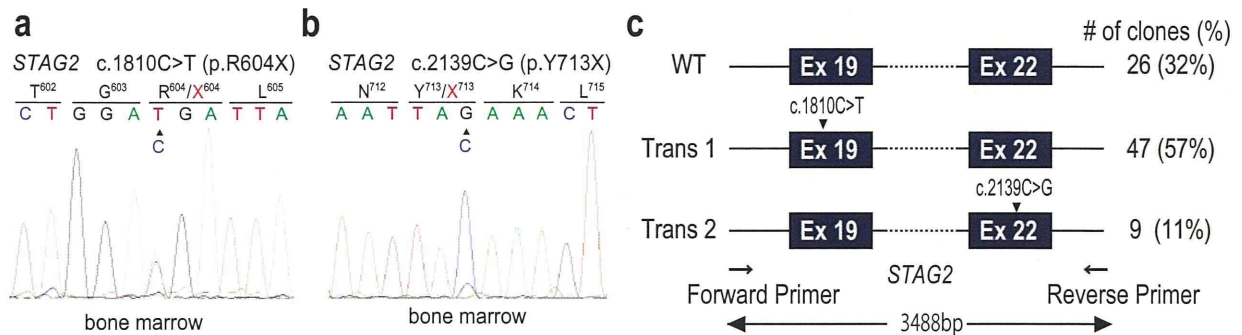 a
STAG2 c.1810C>T (p.R604X)
T602 G603 R604/X604 L605
C T G G A T G A T T A
C
bone marrow
b
STAG2 c.2139C>G (p.Y713X)
N712 Y713/X713 K714 L715
A A T T A G A A A C T
C
bone marrow
c
# of clones (%)
WT Ex 19 Ex 22 26 (32%)
c.1810C>T
Trans 1 Ex 19 Ex 22 47 (57%)
c.2139C>G
Trans 2 Ex 19 Ex 22 9 (11%)
STAG2
Forward Primer Reverse Primer
3488bp